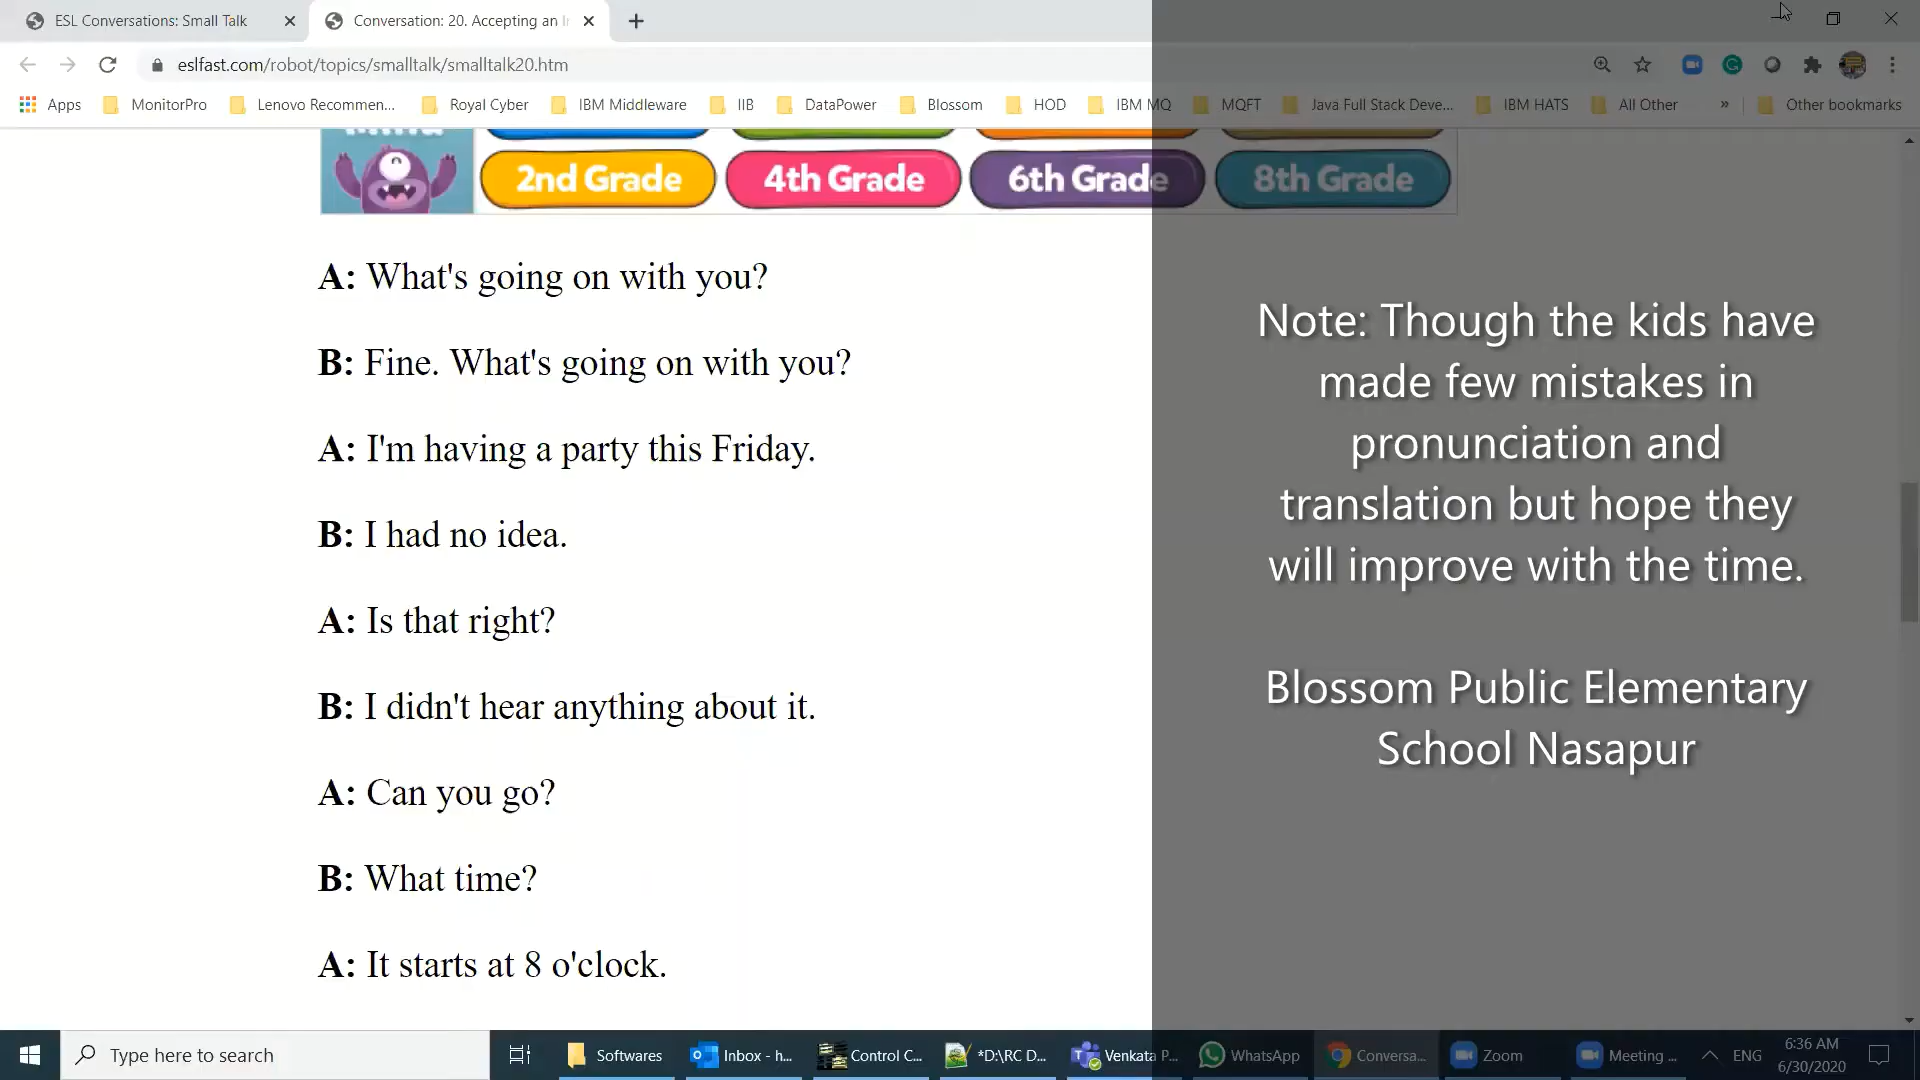 ESL Conversations: Small Talk
Conversation: 20. Accepting an I
eslfast.com/robot/topics/smalltalk/smalltalk20.htm
Apps
MonitorPro
Lenovo Recommen...
Royal Cyber
IBM Middleware
IIB
DataPower
Blossom
HOD
IBM MQ
MQFT
Java Full Stack Deve...
IBM HATS
All Other
»
Other bookmarks
2nd Grade
4th Grade
6th Grade
8th Grade
A: What's going on with you?
B: Fine. What's going on with you?
A: I'm having a party this Friday.
B: I had no idea.
A: Is that right?
B: I didn't hear anything about it.
A: Can you go?
B: What time?
A: It starts at 8 o'clock.
Note: Though the kids have
made few mistakes in
pronunciation and
translation but hope they
will improve with the time.
Blossom Public Elementary
School Nasapur
Type here to search
Softwares
Inbox - h...
Control C...
*D:\RC D...
Venkata P...
WhatsApp
Conversa...
Zoom
Meeting ...
ENG
6:36 AM
6/30/2020